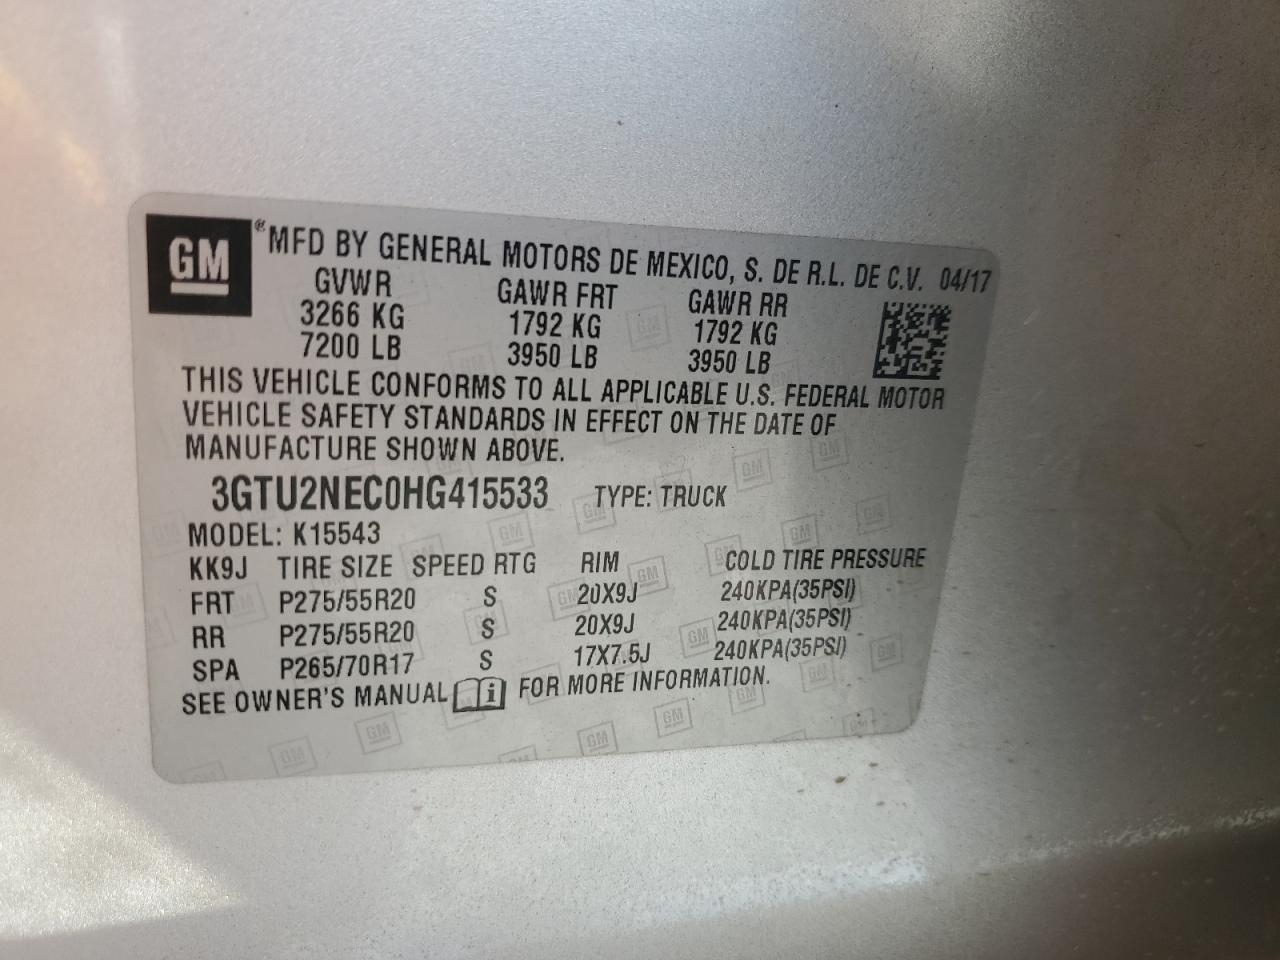 GM
® MFD BY GENERAL MOTORS DE MEXICO, S. DE R.L. DE C.V. 04/17
GVWR GAWR FRT GAWR RR
3266 KG 1792 KG 1792 KG
7200 LB 3950 LB 3950 LB
THIS VEHICLE CONFORMS TO ALL APPLICABLE U.S. FEDERAL MOTOR
VEHICLE SAFETY STANDARDS IN EFFECT ON THE DATE OF
MANUFACTURE SHOWN ABOVE.
3GTU2NEC0HG415533 TYPE: TRUCK
MODEL: K15543
KK9J TIRE SIZE SPEED RTG RIM COLD TIRE PRESSURE
FRT P275/55R20 S 20X9J 240KPA(35PSI)
RR P275/55R20 S 20X9J 240KPA(35PSI)
SPA P265/70R17 S 17X7.5J 240KPA(35PSI)
SEE OWNER'S MANUAL i FOR MORE INFORMATION.